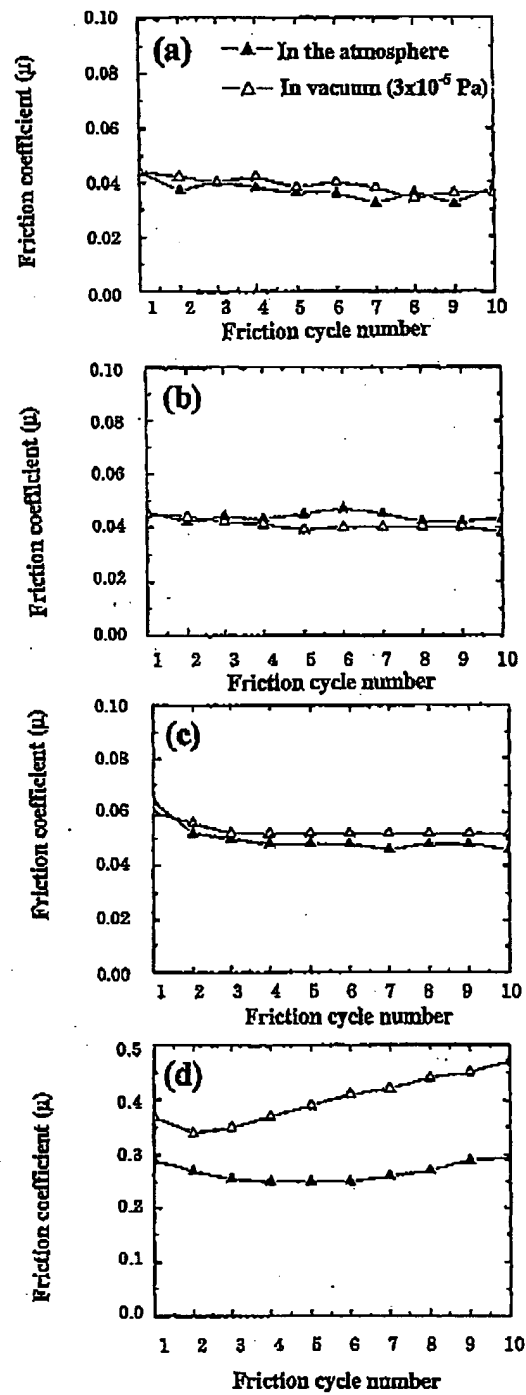 Friction coefficient (μ)
0.10
0.08
0.06
0.04
0.02
0.00
(a)
In the atmosphere
In vacuum (3x10⁻⁵ Pa)
1 2 3 4 5 6 7 8 9 10
Friction cycle number
Friction coefficient (μ)
0.10
0.08
0.06
0.04
0.02
0.00
(b)
1 2 3 4 5 6 7 8 9 10
Friction cycle number
Friction coefficient (μ)
0.10
0.08
0.06
0.04
0.02
0.00
(c)
1 2 3 4 5 6 7 8 9 10
Friction cycle number
Friction coefficient (μ)
0.5
0.4
0.3
0.2
0.1
0.0
(d)
1 2 3 4 5 6 7 8 9 10
Friction cycle number